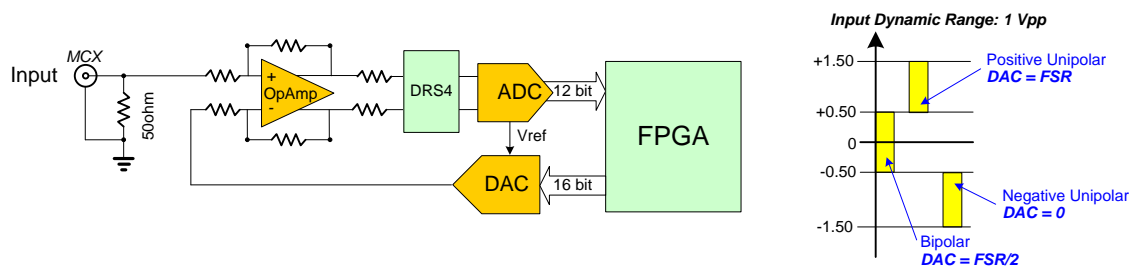 Input
MCX
50ohm
+
OpAmp
-
DRS4
ADC
12 bit
FPGA
Vref
DAC
16 bit
Input Dynamic Range: 1 Vpp
+1.50
+0.50
0
-0.50
-1.50
Positive Unipolar
DAC = FSR
Negative Unipolar
DAC = 0
Bipolar
DAC = FSR/2